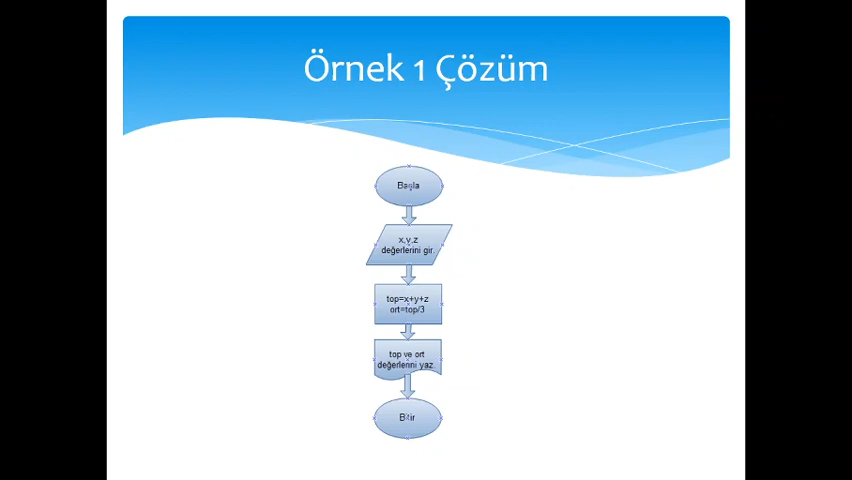 Örnek 1 Çözüm
Başla
x,y,z
değerlerini gir.
top=x+y+z
ort=top/3
top ve ort
değerlerini yaz.
Bitir